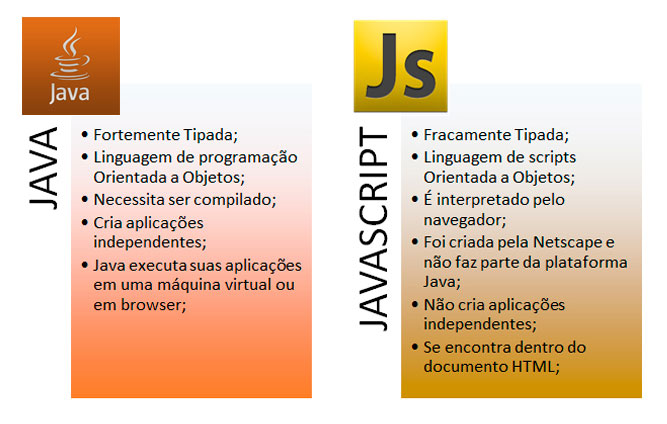 Java
JAVA
• Fortemente Tipada;
• Linguagem de programação
Orientada a Objetos;
• Necessita ser compilado;
• Cria aplicações
independentes;
• Java executa suas aplicações
em uma máquina virtual ou
em browser;
Js
JAVASCRIPT
• Fracamente Tipada;
• Linguagem de scripts
Orientada a Objetos;
• É interpretado pelo
navegador;
• Foi criada pela Netscape e
não faz parte da plataforma
Java;
• Não cria aplicações
independentes;
• Se encontra dentro do
documento HTML;